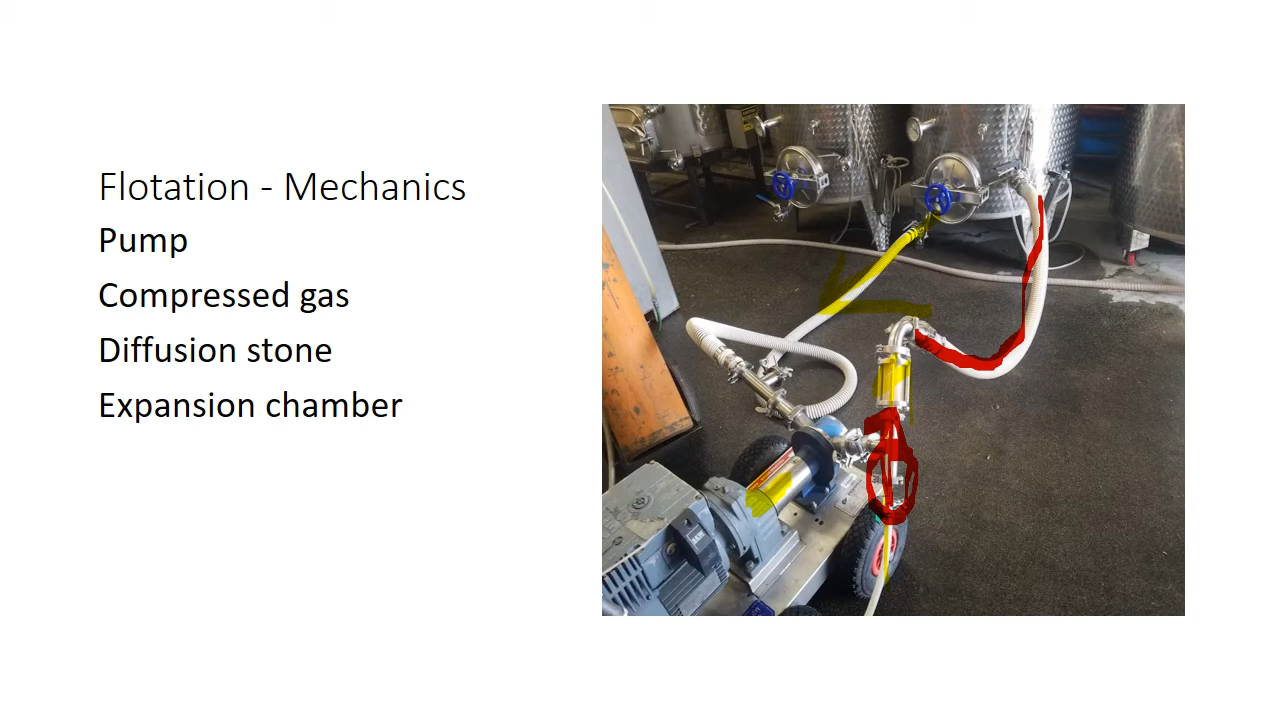 Flotation - Mechanics
Pump
Compressed gas
Diffusion stone
Expansion chamber